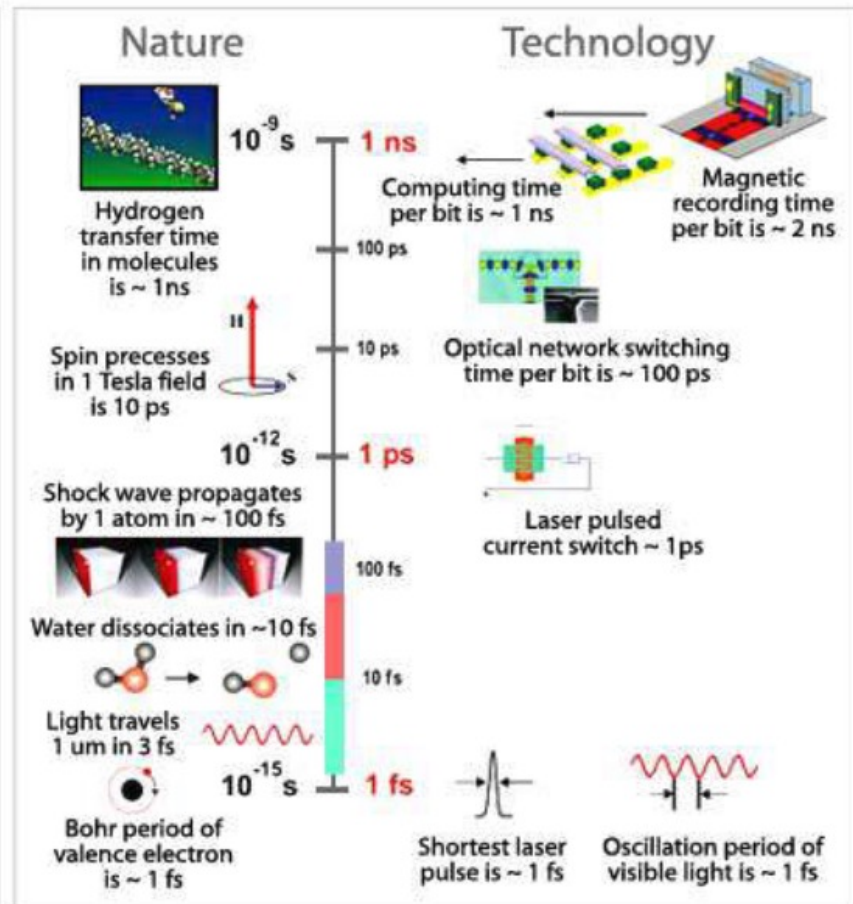 Nature
Technology
10⁻⁹ s
1 ns
Hydrogen
transfer time
in molecules
is ~ 1ns
Computing time
per bit is ~ 1 ns
Magnetic
recording time
per bit is ~ 2 ns
100 ps
H
Spin precesses
in 1 Tesla field
is 10 ps
10 ps
Optical network switching
time per bit is ~ 100 ps
10⁻¹² s
1 ps
Shock wave propagates
by 1 atom in ~ 100 fs
Laser pulsed
current switch ~ 1ps
100 fs
Water dissociates in ~10 fs
10 fs
Light travels
1 um in 3 fs
10⁻¹⁵ s
1 fs
Bohr period of
valence electron
is ~ 1 fs
Shortest laser
pulse is ~ 1 fs
Oscillation period of
visible light is ~ 1 fs